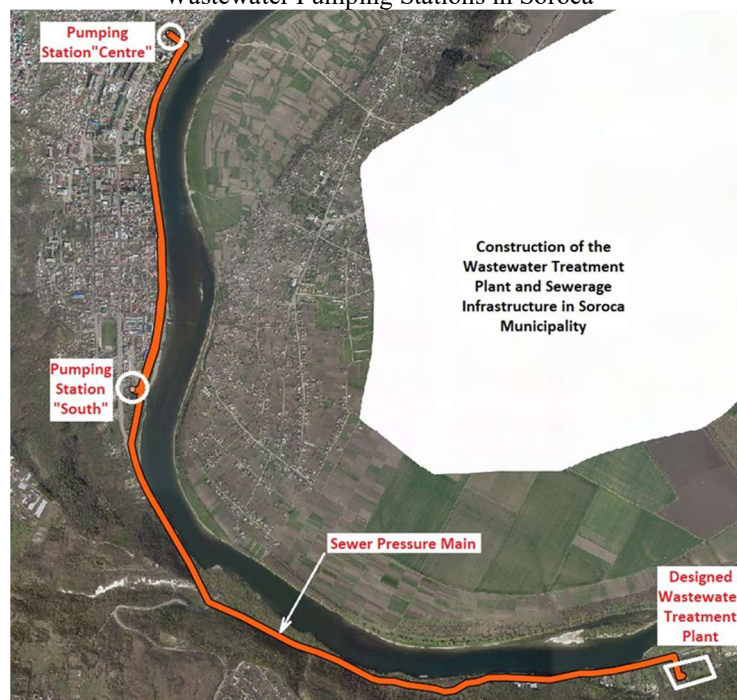 Wastewater Pumping Stations in Soroca
Pumping
Station"Centre"
Construction of the
Wastewater Treatment
Plant and Sewerage
Infrastructure in Soroca
Municipality
Pumping
Station
"South"
Sewer Pressure Main
Designed
Wastewater
Treatment
Plant